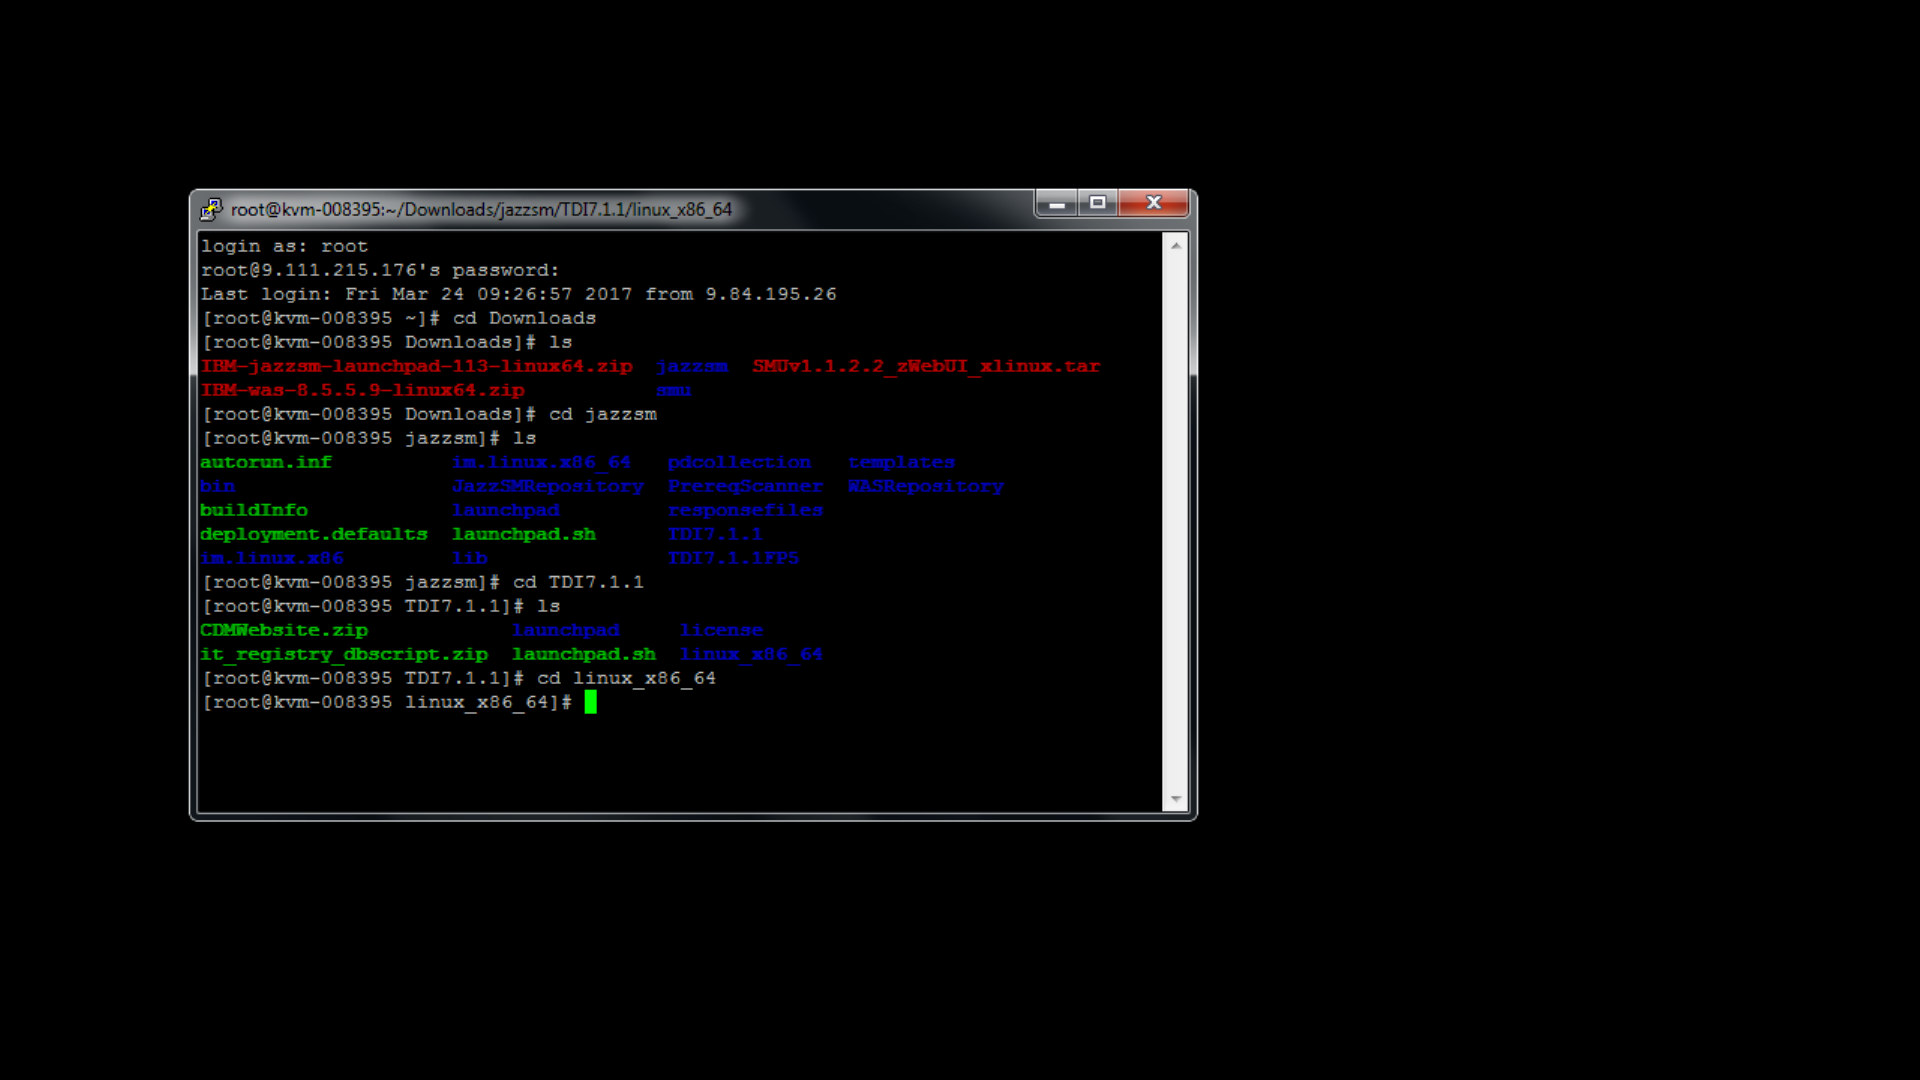 root@kvm-008395:~/Downloads/jazzsm/TDI7.1.1/linux_x86_64
login as: root
root@9.111.215.176's password:
Last login: Fri Mar 24 09:26:57 2017 from 9.84.195.26
[root@kvm-008395 ~]# cd Downloads
[root@kvm-008395 Downloads]# ls
IBM-jazzsm-launchpad-113-linux64.zip  jazzsm  SMUv1.1.2.2_zWebUI_xlinux.tar
IBM-was-8.5.5.9-linux64.zip           smu
[root@kvm-008395 Downloads]# cd jazzsm
[root@kvm-008395 jazzsm]# ls
autorun.inf          im.linux.x86_64   pdcollection   templates
bin                  JazzSMRepository  PrereqScanner  WASRepository
buildInfo            launchpad         responsefiles
deployment.defaults  launchpad.sh      TDI7.1.1
im.linux.x86         lib               TDI7.1.1FP5
[root@kvm-008395 jazzsm]# cd TDI7.1.1
[root@kvm-008395 TDI7.1.1]# ls
CDMWebsite.zip            launchpad     license
it_registry_dbscript.zip  launchpad.sh  linux_x86_64
[root@kvm-008395 TDI7.1.1]# cd linux_x86_64
[root@kvm-008395 linux_x86_64]#